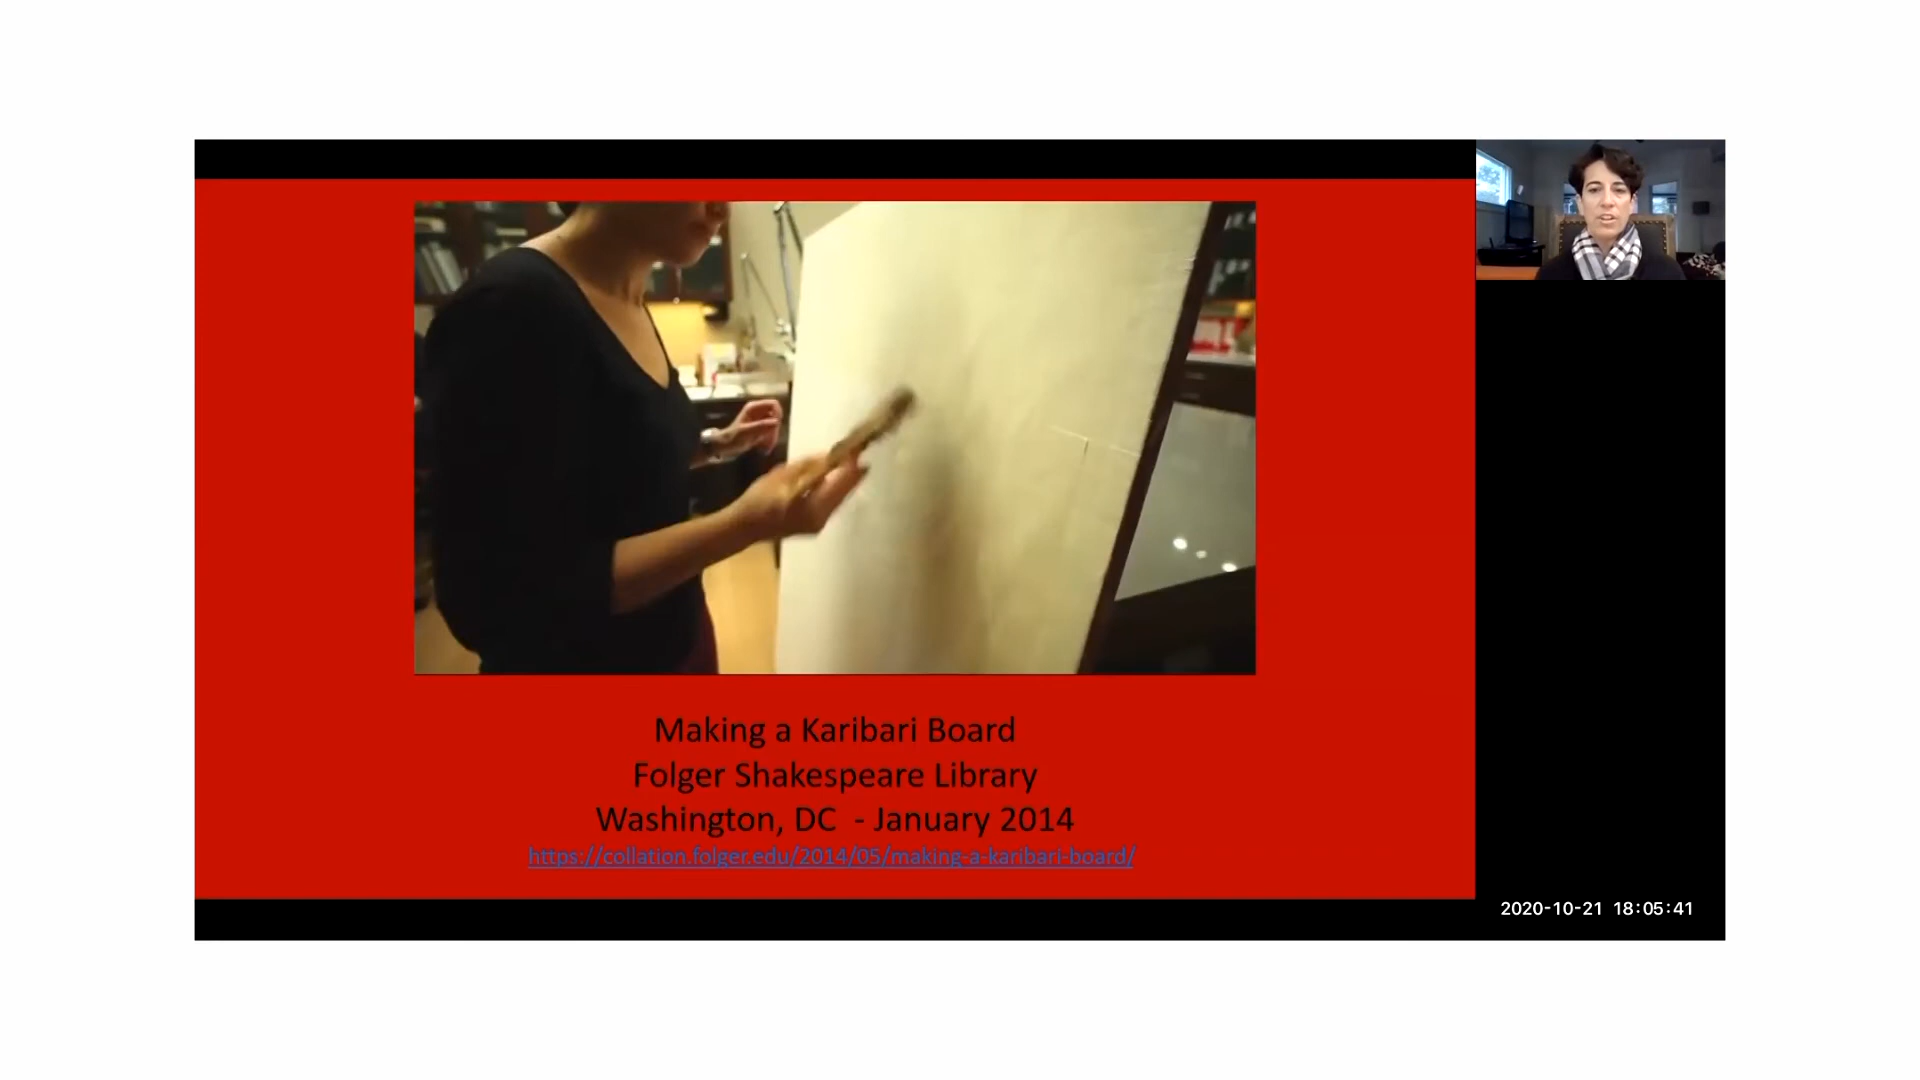 Making a Karibari Board
Folger Shakespeare Library
Washington, DC  - January 2014
https://collation.folger.edu/2014/05/making-a-karibari-board/
2020-10-21 18:05:41